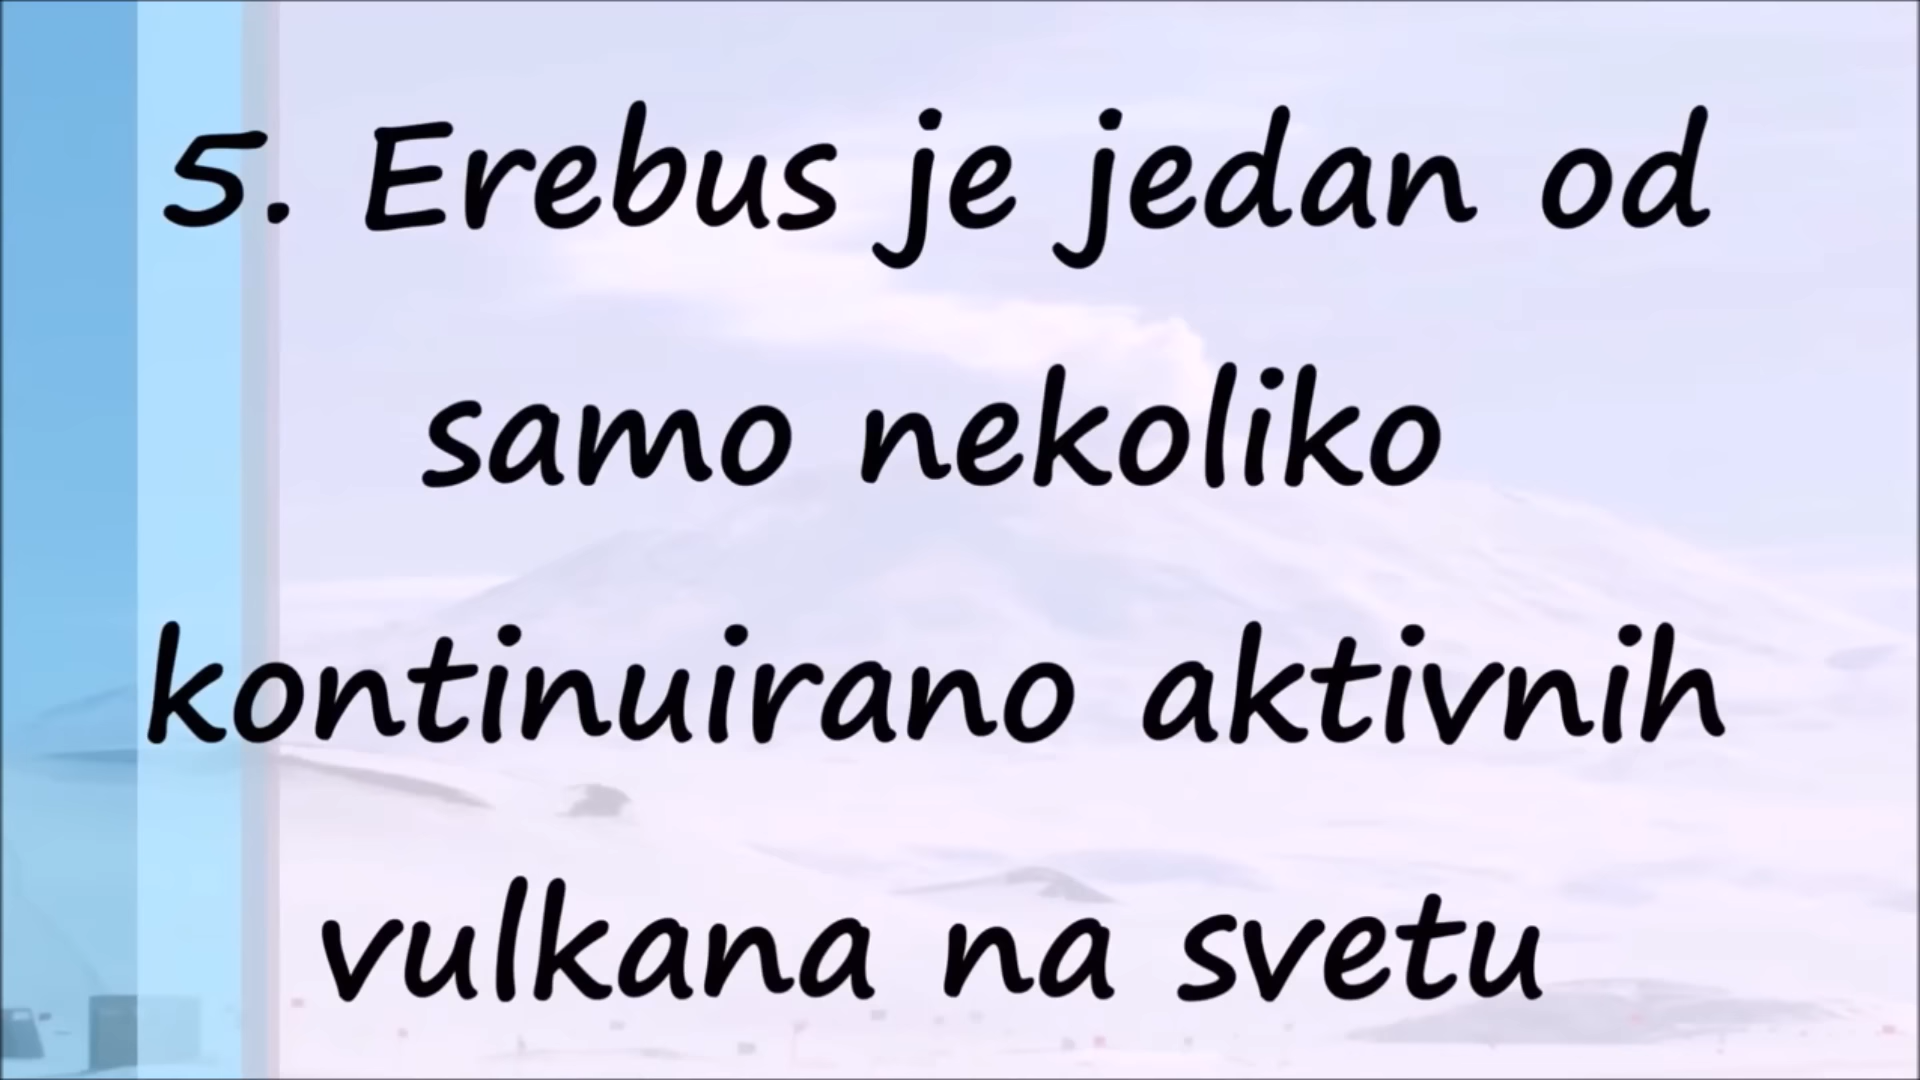 5. Erebus je jedan od
samo nekoliko
kontinuirano aktivnih
vulkana na svetu